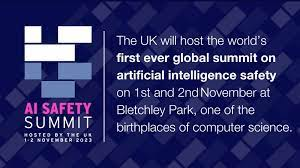 AI SAFETY
SUMMIT
HOSTED BY THE UK
1-2 NOVEMBER 2023
The UK will host the world's
first ever global summit on
artificial intelligence safety
on 1st and 2nd November at
Bletchley Park, one of the
birthplaces of computer science.